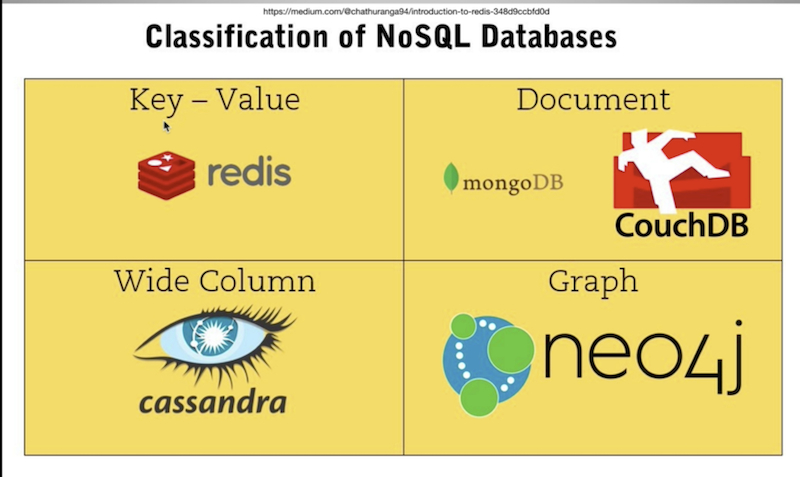 https://medium.com/@chathuranga94/introduction-to-redis-348d9ccbfd0d
Classification of NoSQL Databases
Key – Value
redis
Document
mongoDB
CouchDB
Wide Column
cassandra
Graph
neo4j